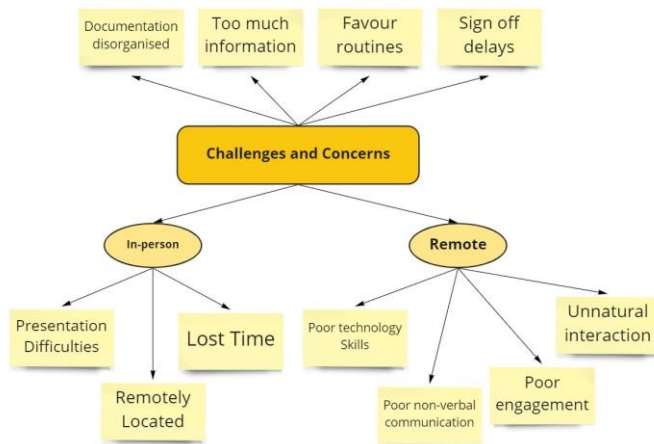 Documentation
disorganised
Too much
information
Favour
routines
Sign off
delays
Challenges and Concerns
In-person
Remote
Presentation
Difficulties
Remotely
Located
Lost Time
Poor technology
Skills
Poor non-verbal
communication
Poor
engagement
Unnatural
interaction